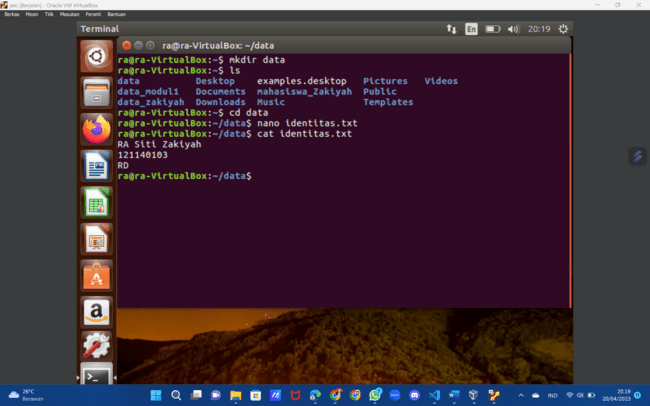 pisi [Berjalan] - Oracle VM VirtualBox
Berkas Mesin Tilik Masukan Peranti Bantuan
Terminal En 20:19
ra@ra-VirtualBox: ~/data
ra@ra-VirtualBox:~$ mkdir data
ra@ra-VirtualBox:~$ ls
data Desktop examples.desktop Pictures Videos
data_modul1 Documents mahasiswa_Zakiyah Public
data_zakiyah Downloads Music Templates
ra@ra-VirtualBox:~$ cd data
ra@ra-VirtualBox:~/data$ nano identitas.txt
ra@ra-VirtualBox:~/data$ cat identitas.txt
RA Siti Zakiyah
121140103
RD
ra@ra-VirtualBox:~/data$
26°C
Berawan
IND
20.19
20/04/2023